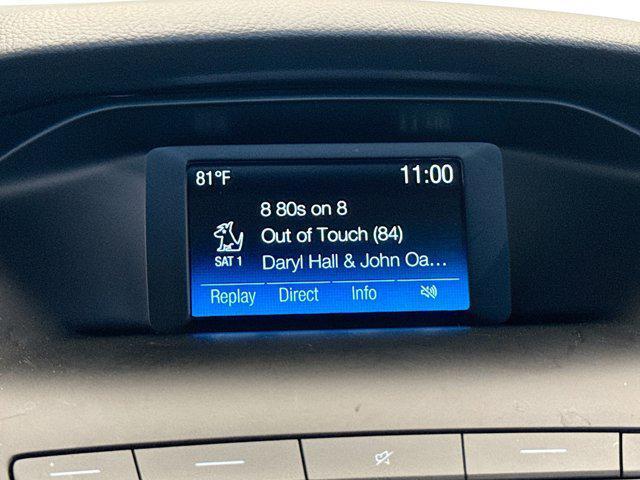 81°F 11:00
8 80s on 8
Out of Touch (84)
SAT 1 Daryl Hall & John Oa...
Replay Direct Info